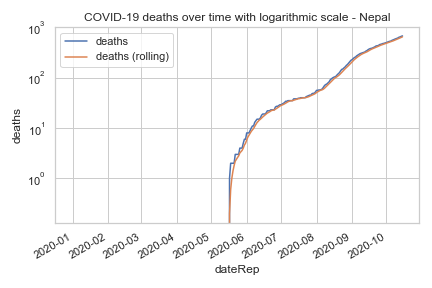 COVID-19 deaths over time with logarithmic scale - Nepal
10³
deaths
deaths (rolling)
10²
10¹
10⁰
deaths
2020-01
2020-02
2020-03
2020-04
2020-05
2020-06
2020-07
2020-08
2020-09
2020-10
dateRep